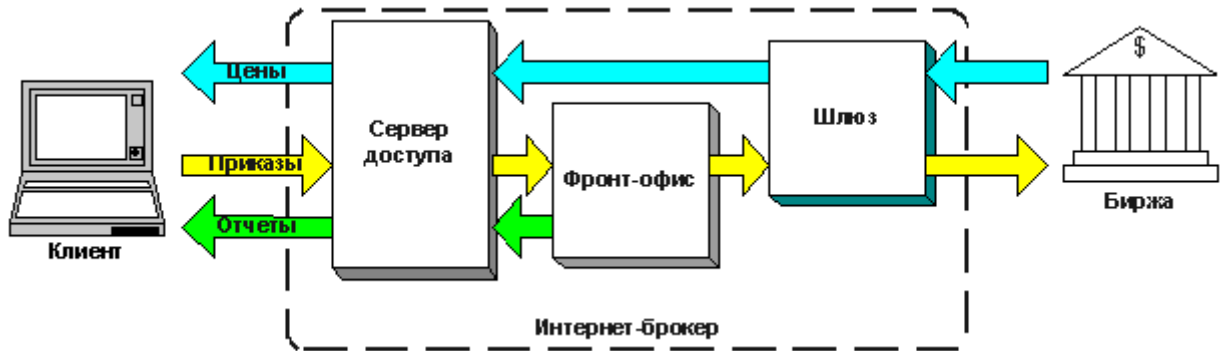 $
Цены
Сервер
доступа
Шлюз
Приказы
Фронт-офис
Биржа
Отчеты
Клиент
Интернет-брокер